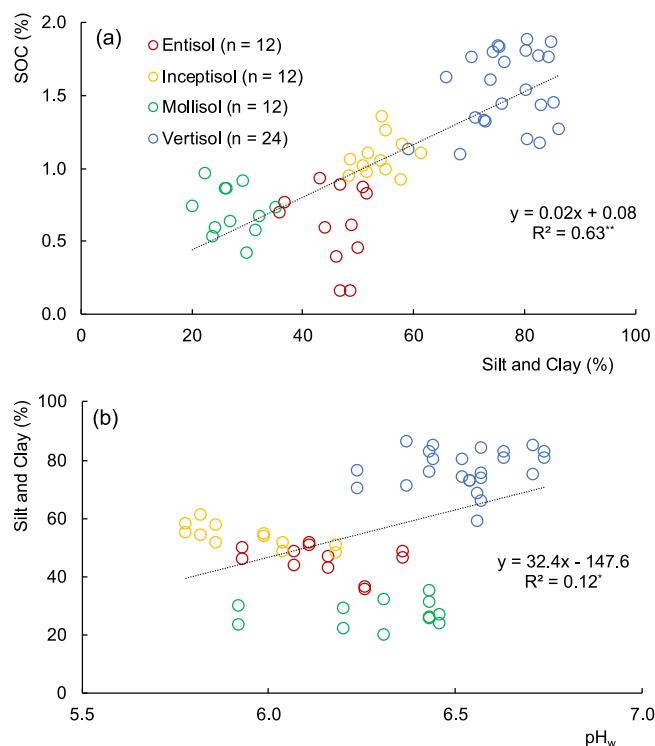 2.0
(a)
Entisol (n = 12)
1.5
Inceptisol (n = 12)
Mollisol (n = 12)
Vertisol (n = 24)
SOC (%)
1.0
y = 0.02x + 0.08
R² = 0.63**
0.5
0.0
0 20 40 60 80 100
Silt and Clay (%)
100
(b)
80
Silt and Clay (%)
60
y = 32.4x - 147.6
R² = 0.12*
40
20
0
5.5 6.0 6.5 7.0
pHw